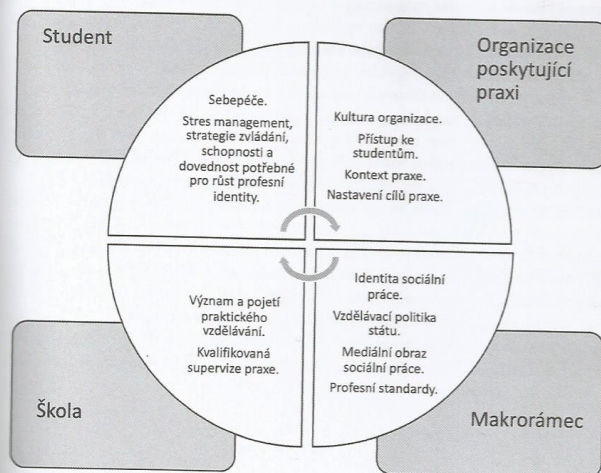 Student
Sebepéče.
Stres management,
strategie zvládání,
schopnosti a
dovednost potřebné
pro růst profesní
identity.
Organizace
poskytující
praxi
Kultura organizace.
Přístup ke
studentům.
Kontext praxe.
Nastavení cílů praxe.
Škola
Význam a pojetí
praktického
vzdělávání.
Kvalifikovaná
supervize praxe.
Identita sociální
práce.
Vzdělávací politika
státu.
Mediální obraz
sociální práce.
Profesní standardy.
Makrorámec